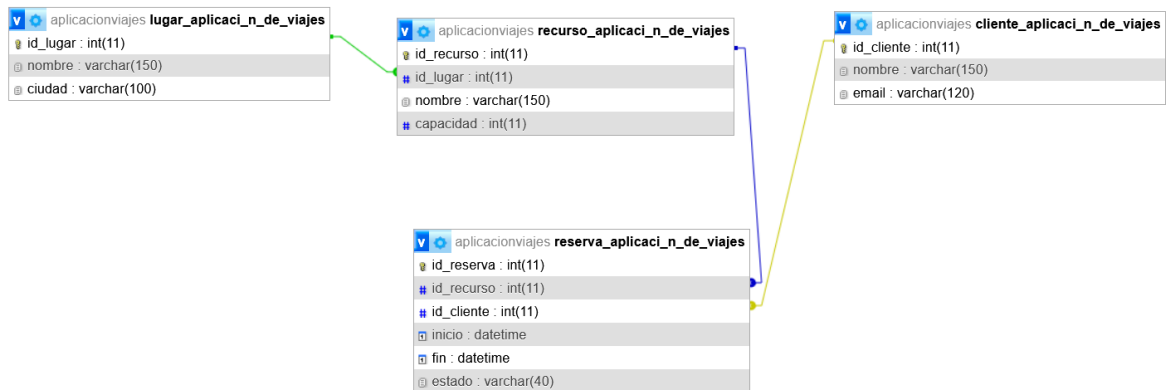 aplicacionviajes lugar_aplicaci_n_de_viajes
id_lugar : int(11)
nombre : varchar(150)
ciudad : varchar(100)
aplicacionviajes recurso_aplicaci_n_de_viajes
id_recurso : int(11)
id_lugar : int(11)
nombre : varchar(150)
capacidad : int(11)
aplicacionviajes cliente_aplicaci_n_de_viajes
id_cliente : int(11)
nombre : varchar(150)
email : varchar(120)
aplicacionviajes reserva_aplicaci_n_de_viajes
id_reserva : int(11)
id_recurso : int(11)
id_cliente : int(11)
inicio : datetime
fin : datetime
estado : varchar(40)